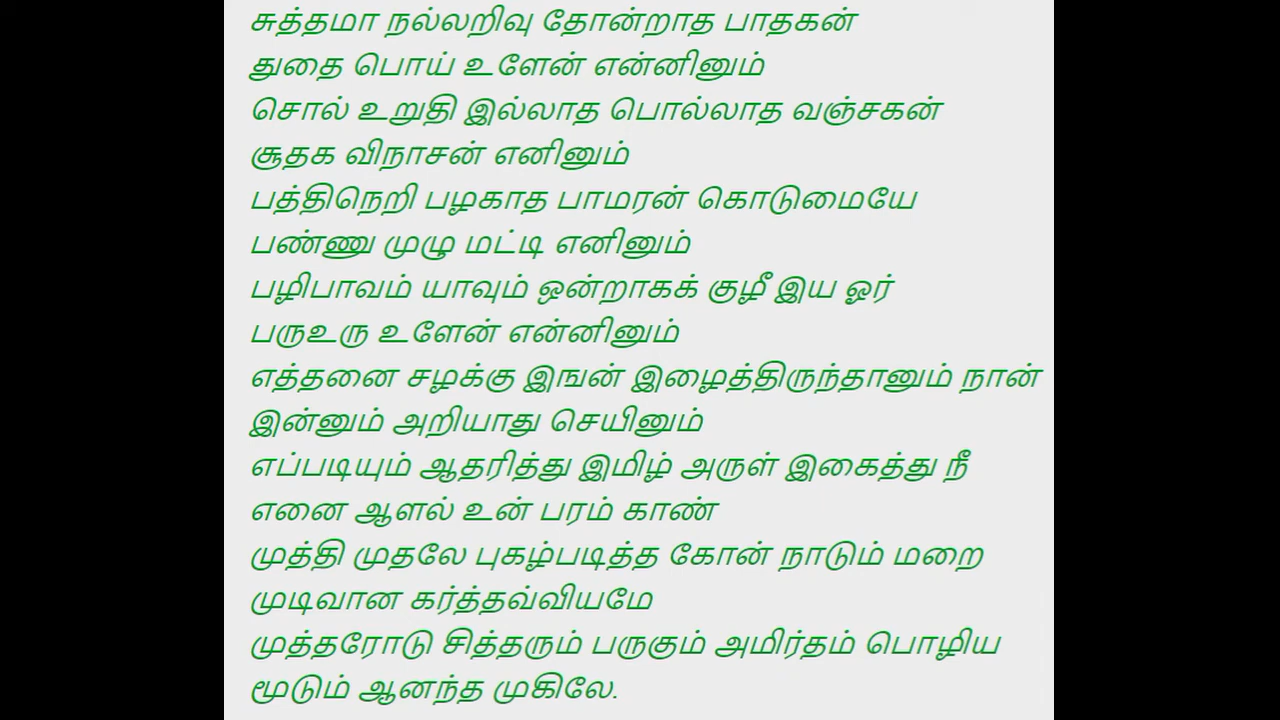 சுத்தமா நல்லறிவு தோன்றாத பாதகன்
துதை பொய் உளேன் என்னினும்
சொல் உறுதி இல்லாத பொல்லாத வஞ்சகன்
சூதக விநாசன் எனினும்
பத்திநெறி பழகாத பாமரன் கொடுமையே
பண்ணு முழு மட்டி எனினும்
பழிபாவம் யாவும் ஒன்றாகக் குழீ இய ஓர்
பருஉரு உளேன் என்னினும்
எத்தனை சழக்கு இஙன் இழைத்திருந்தானும் நான்
இன்னும் அறியாது செயினும்
எப்படியும் ஆதரித்து இமிழ் அருள் இகைத்து நீ
எனை ஆளல் உன் பரம் காண்
முத்தி முதலே புகழ்படித்த கோன் நாடும் மறை
முடிவான கர்த்தவ்வியமே
முத்தரோடு சித்தரும் பருகும் அமிர்தம் பொழிய
மூடும் ஆனந்த முகிலே.